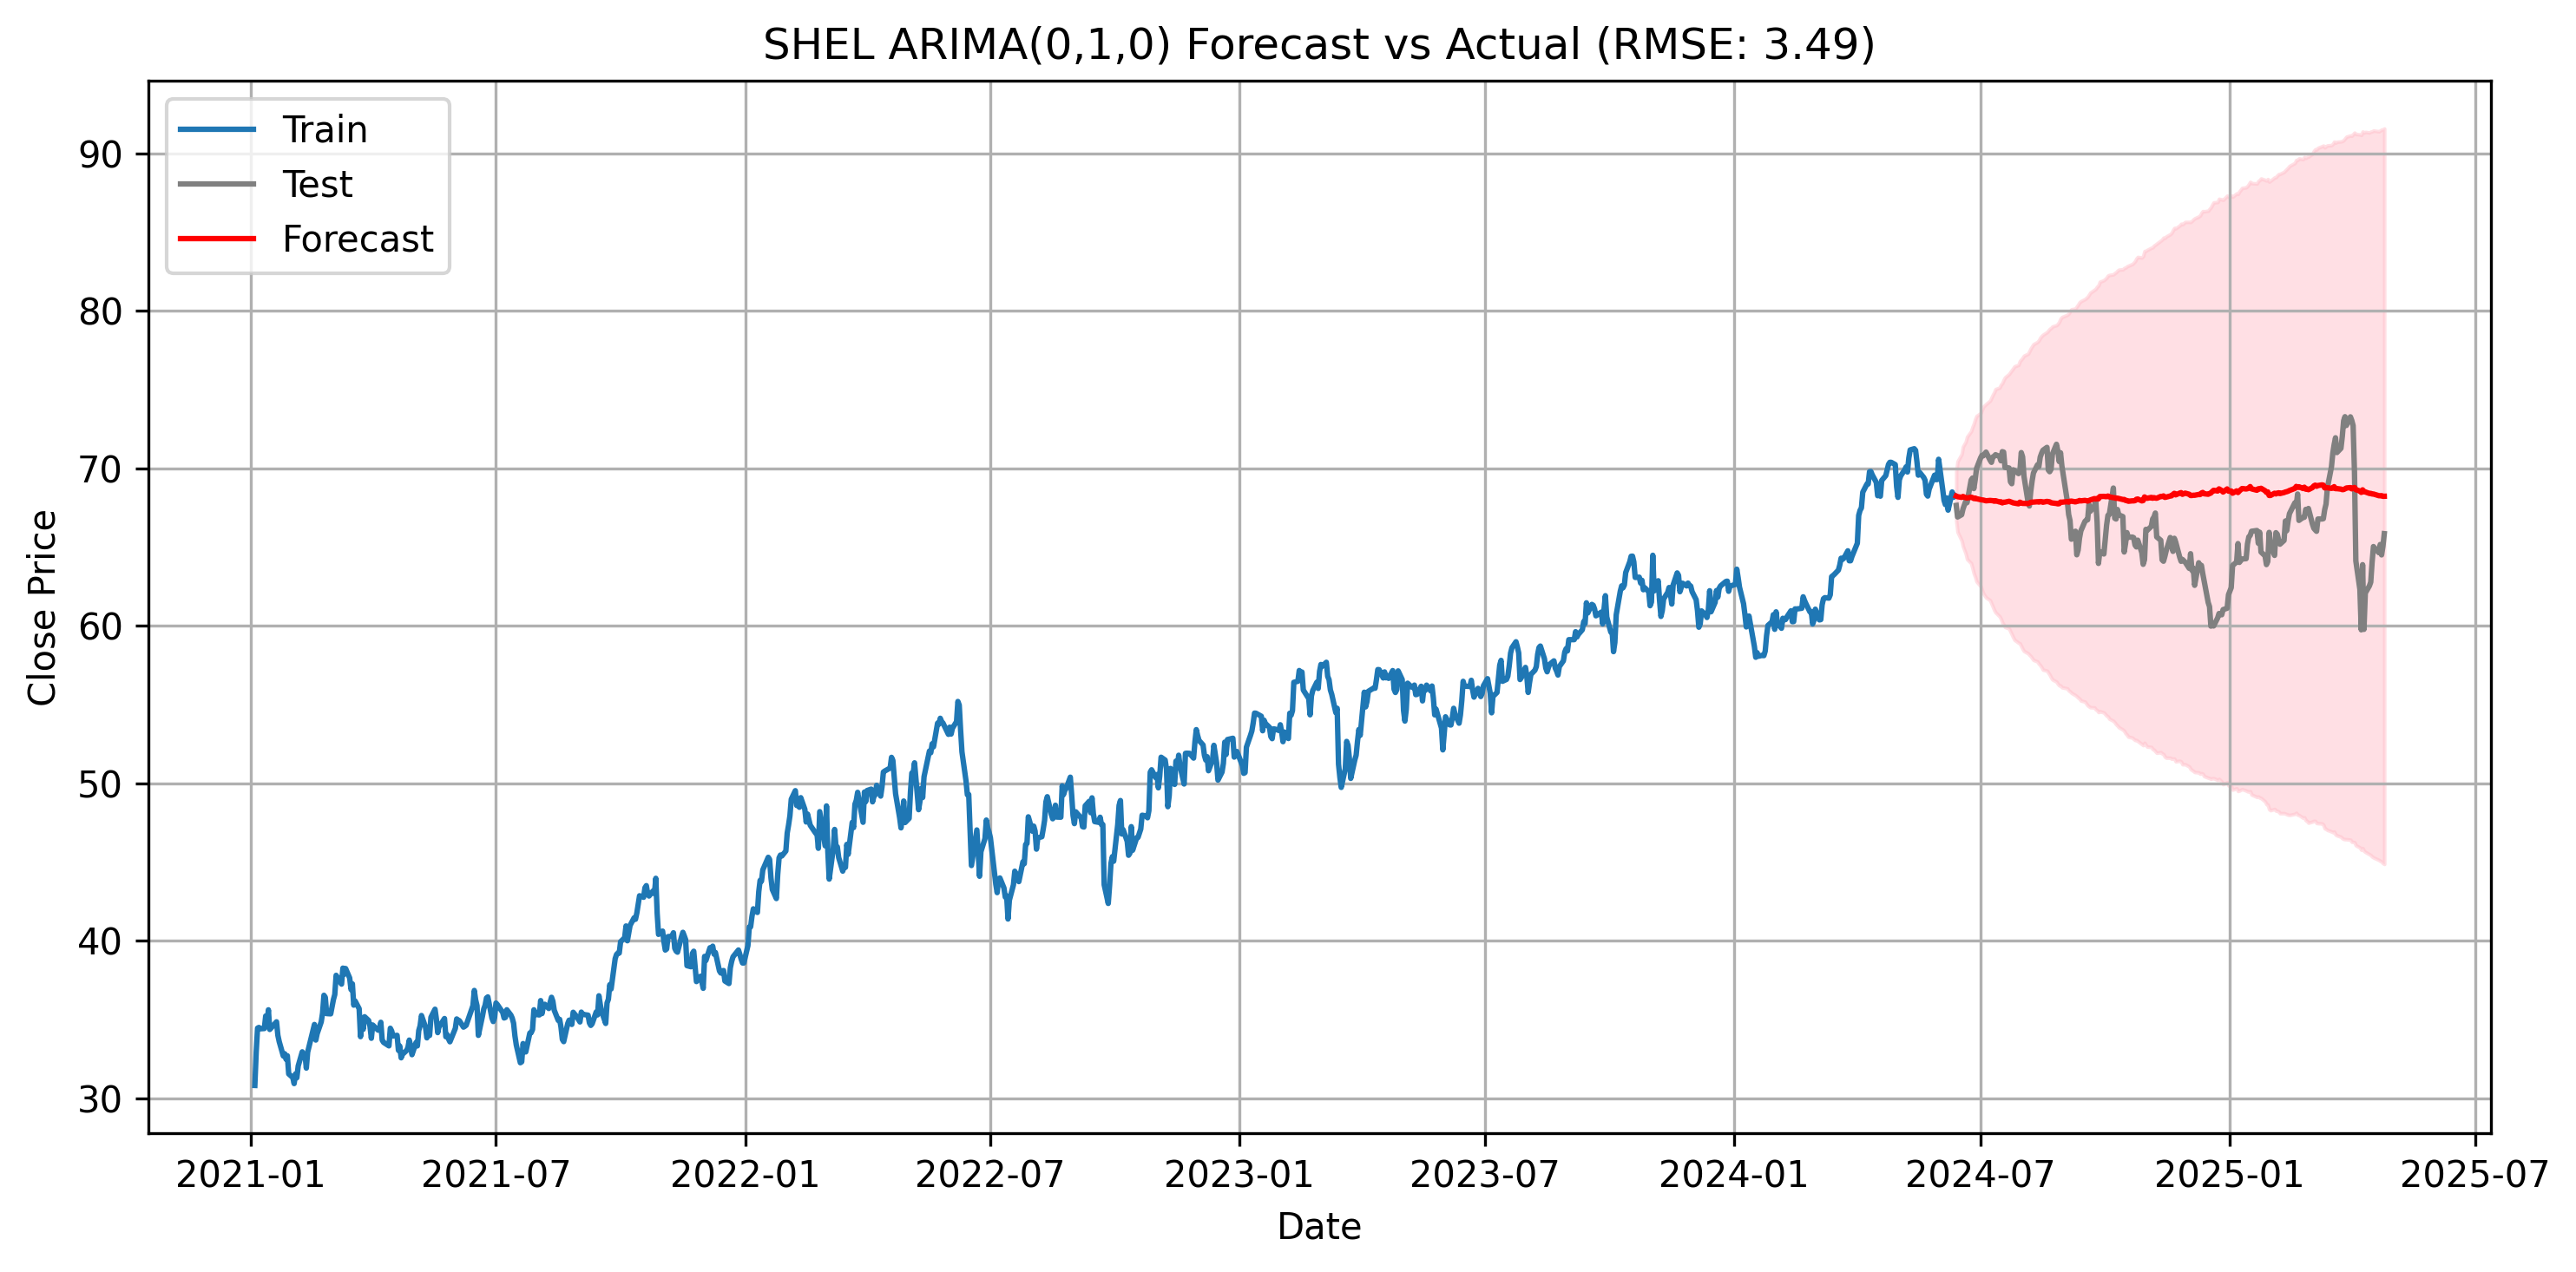 SHEL ARIMA(0,1,0) Forecast vs Actual (RMSE: 3.49)
Train
Test
Forecast
90
80
70
60
50
40
30
Close Price
2021-01
2021-07
2022-01
2022-07
2023-01
2023-07
2024-01
2024-07
2025-01
2025-07
Date